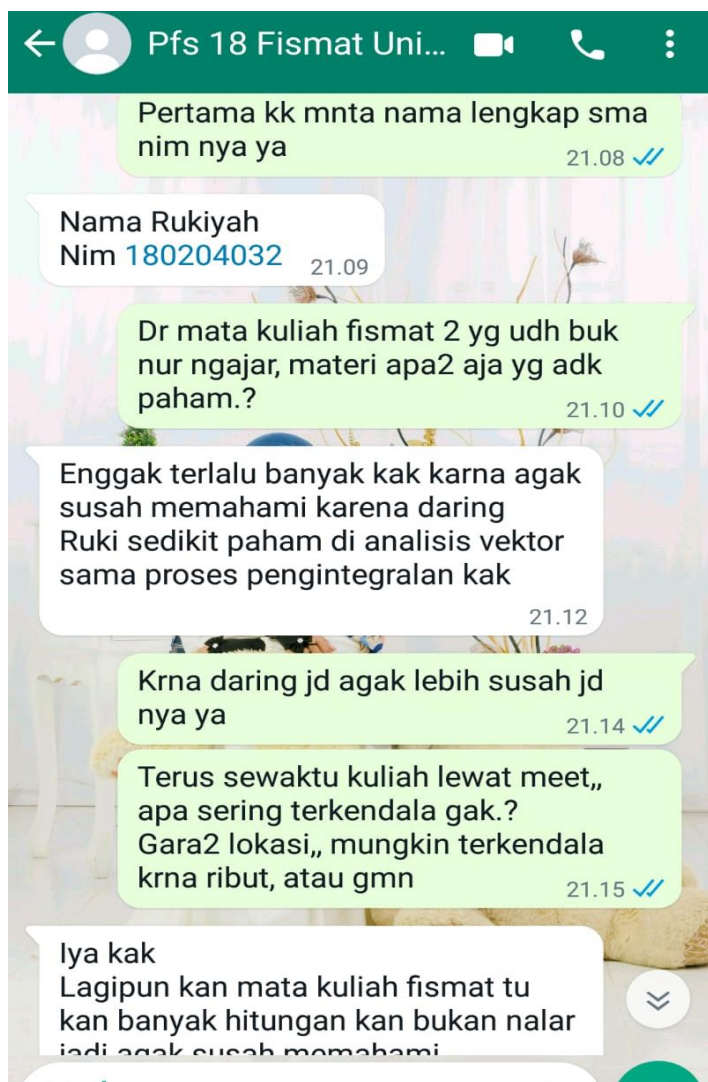 Pfs 18 Fismat Uni...
Pertama kk mnta nama lengkap sma
nim nya ya
21.08
Nama Rukiyah
Nim 180204032
21.09
Dr mata kuliah fismat 2 yg udh buk
nur ngajar, materi apa2 aja yg adk
paham.?
21.10
Enggak terlalu banyak kak karna agak
susah memahami karena daring
Ruki sedikit paham di analisis vektor
sama proses pengintegralan kak
21.12
Krna daring jd agak lebih susah jd
nya ya
21.14
Terus sewaktu kuliah lewat meet,,
apa sering terkendala gak.?
Gara2 lokasi,, mungkin terkendala
krna ribut, atau gmn
21.15
Iya kak
Lagipun kan mata kuliah fismat tu
kan banyak hitungan kan bukan nalar
jadi agak susah memahami